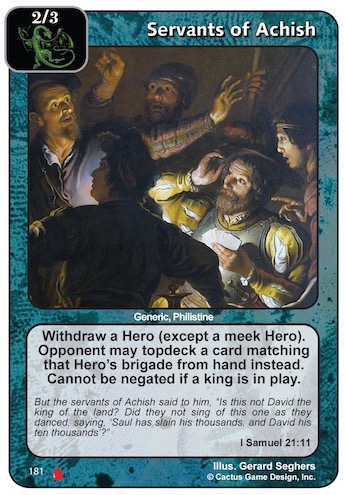 2/3
Servants of Achish
Generic, Philistine
Withdraw a Hero (except a meek Hero).
Opponent may topdeck a card matching
that Hero's brigade from hand instead.
Cannot be negated if a king is in play.
But the servants of Achish said to him, "Is this not David the
king of the land? Did they not sing of this one as they
danced, saying, 'Saul has slain his thousands, and David his
ten thousands'?"
I Samuel 21:11
181
Illus. Gerard Seghers
© Cactus Game Design, Inc.